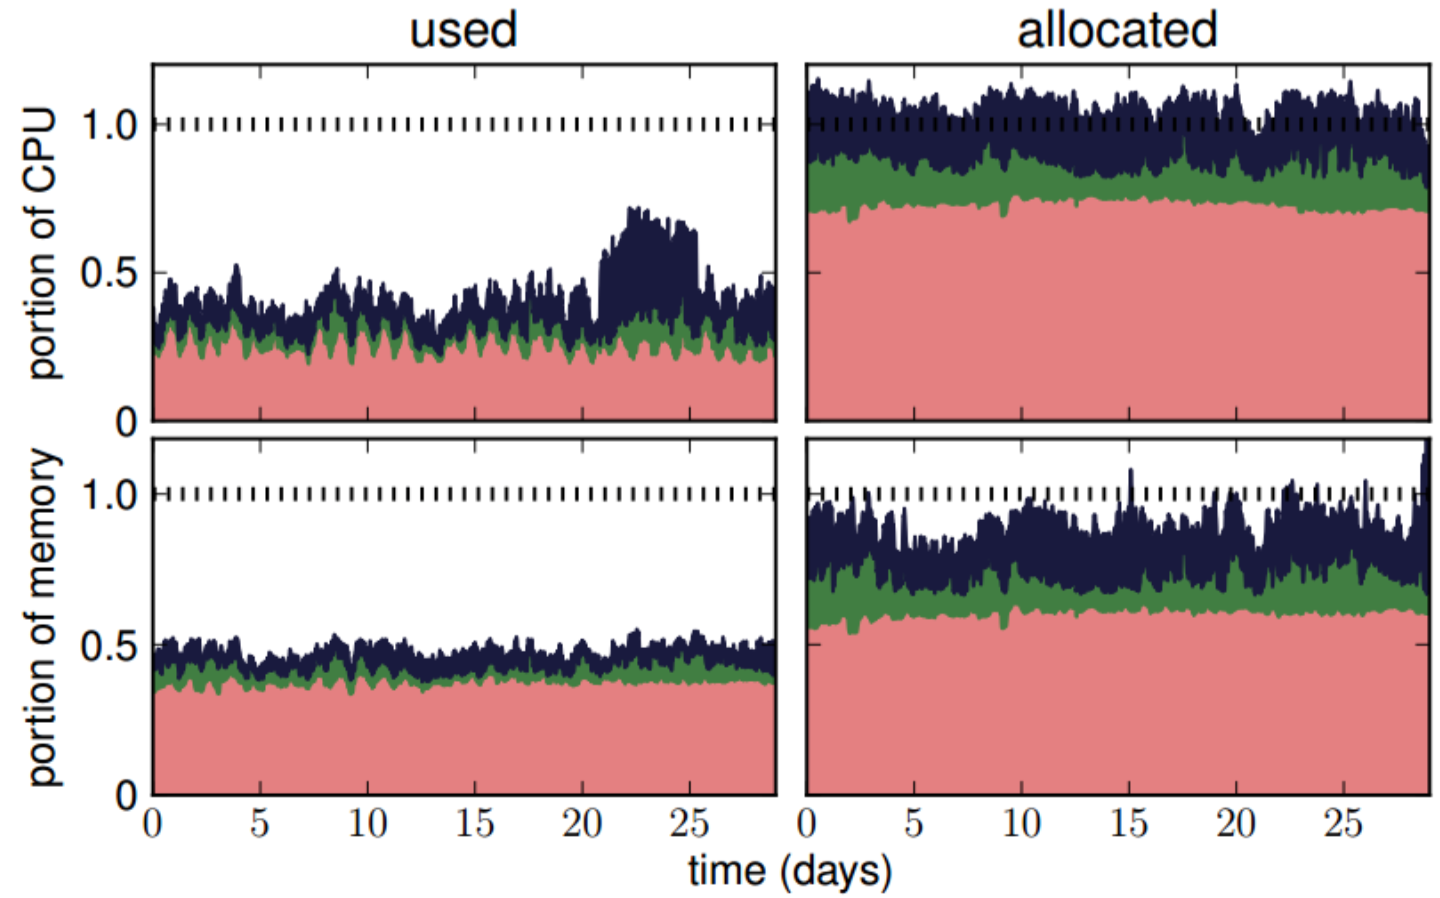 used
allocated
portion of CPU
1.0
0.5
0
portion of memory
1.0
0.5
0
0 5 10 15 20 25
0 5 10 15 20 25
time (days)